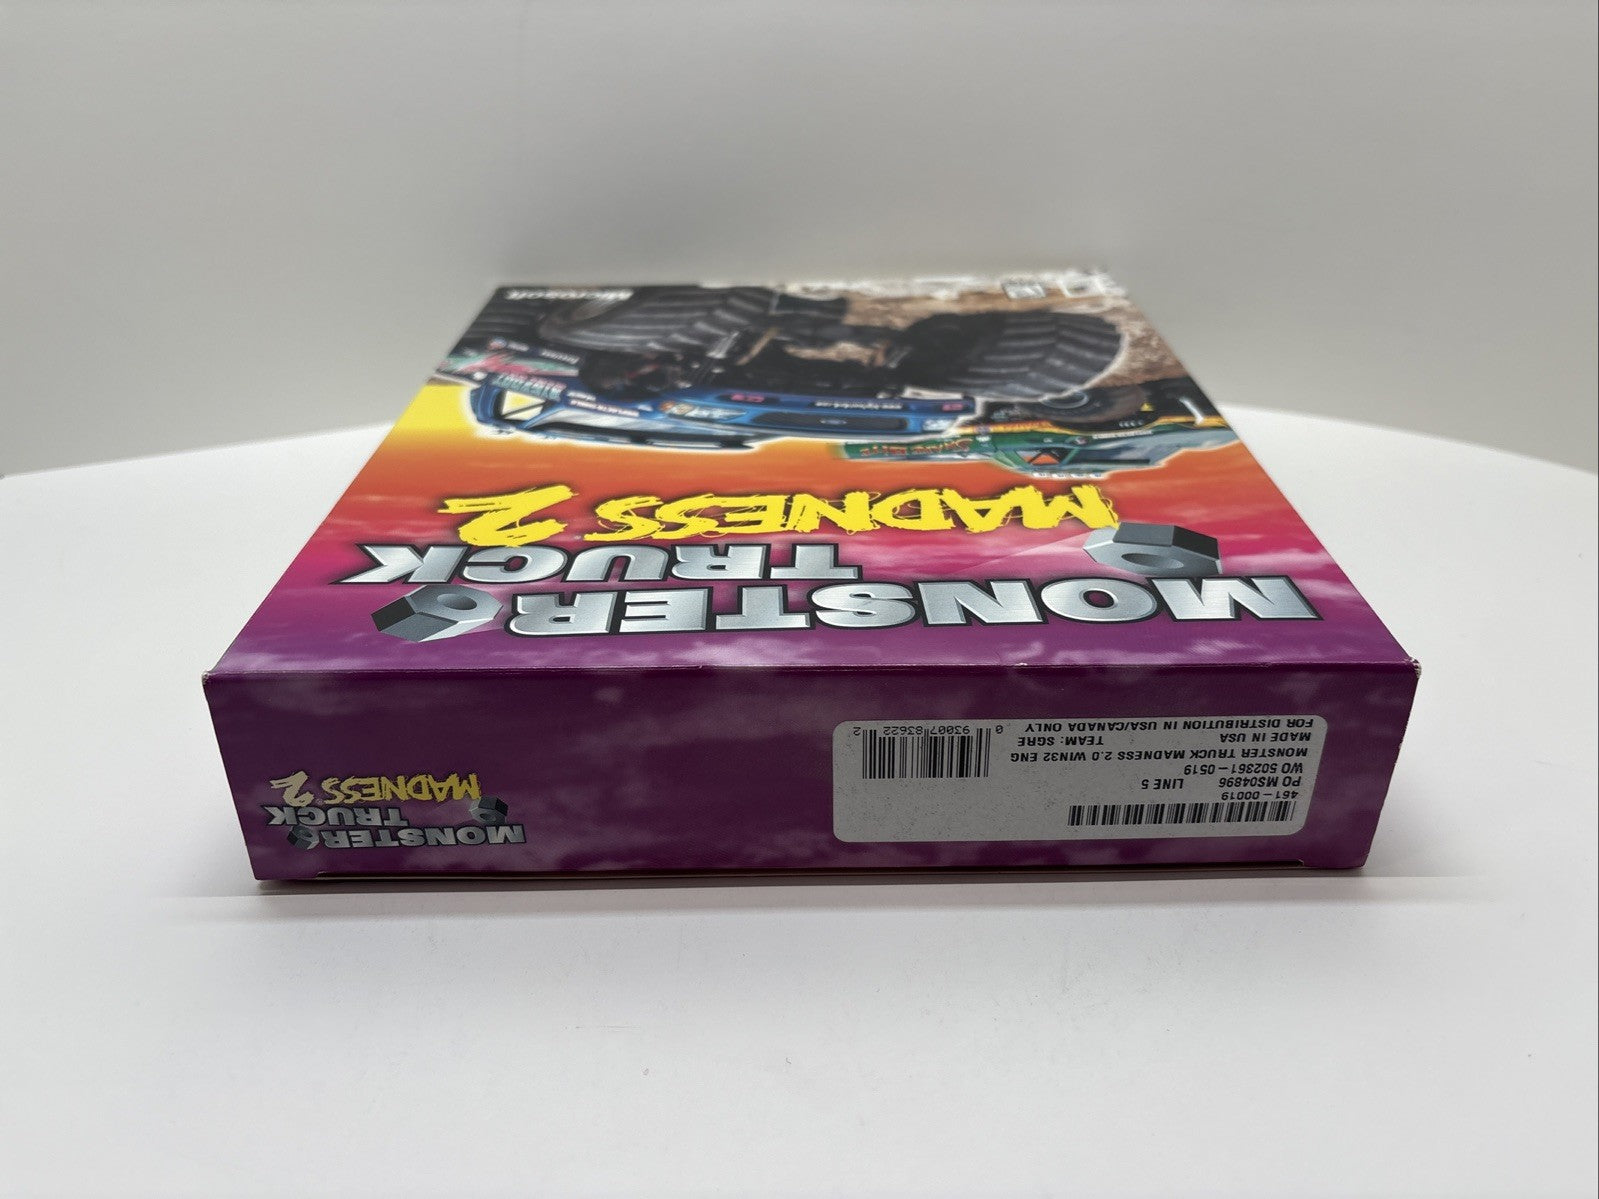 MONSTER
TRUCK
MADNESS 2
Microsoft
MONSTER
TRUCK
MADNESS 2
461-00019
PO MS04896 LINE 5
WO 502361-0519
MONSTER TRUCK MADNESS 2.0 WIN32 ENG
MADE IN USA TEAM: SGRE
FOR DISTRIBUTION IN USA/CANADA ONLY
0 93007 83622 2